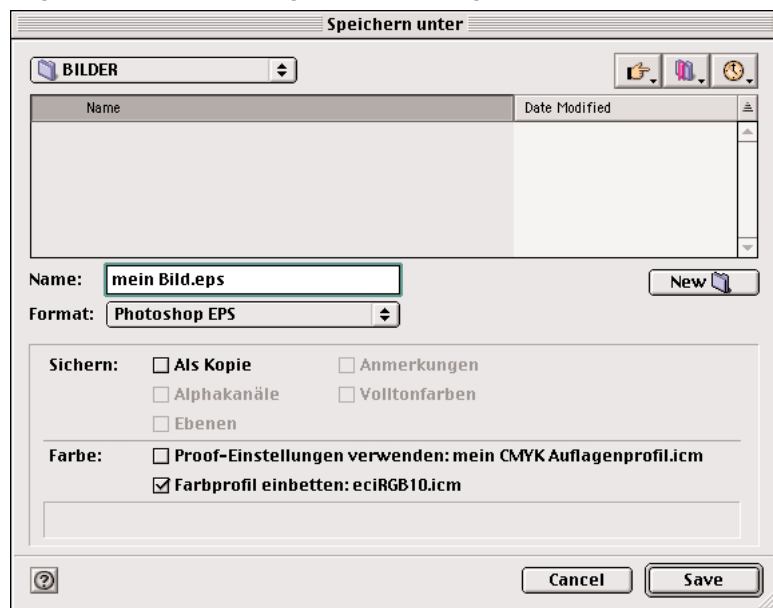 Speichern unter
BILDER
Name Date Modified
Name: mein Bild.eps New
Format: Photoshop EPS
Sichern: Als Kopie Anmerkungen
Alphakanäle Volltonfarben
Ebenen
Farbe: Proof-Einstellungen verwenden: mein CMYK Auflagenprofil.icm
Farbprofil einbetten: eciRGB10.icm
? Cancel Save